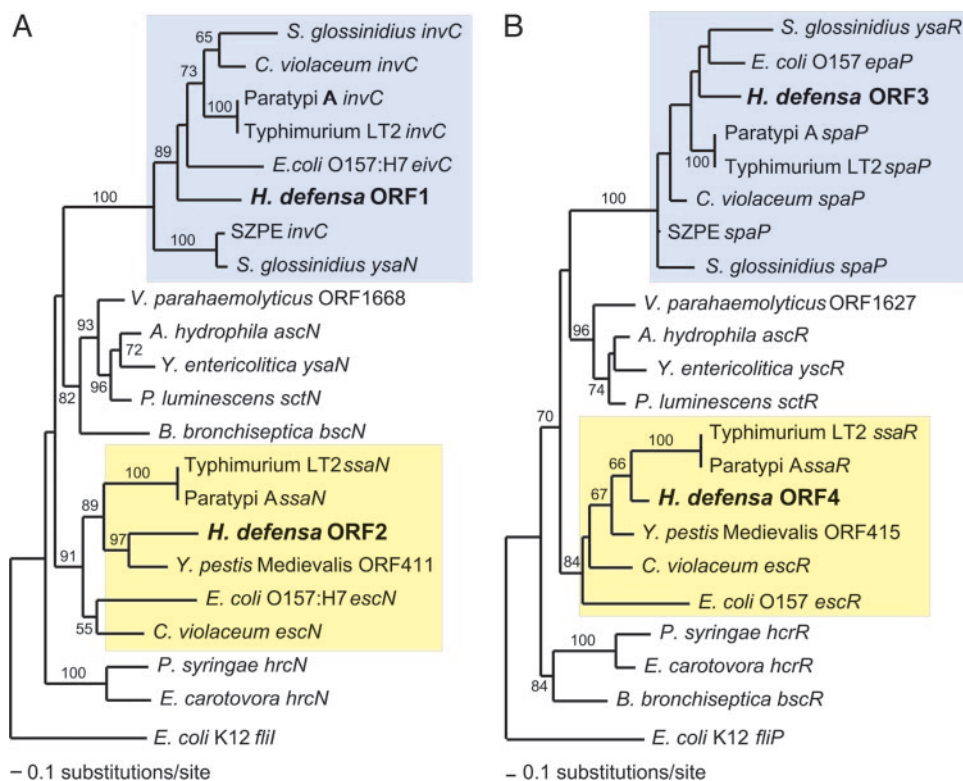 A
65
S. glossinidius invC
C. violaceum invC
73
Paratypi A invC
100
Typhimurium LT2 invC
89
E.coli O157:H7 eivC
H. defensa ORF1
100
SZPE invC
100
S. glossinidius ysaN
V. parahaemolyticus ORF1668
93
A. hydrophila ascN
72
Y. entericolitica ysaN
96
P. luminescens sctN
82
B. bronchiseptica bscN
Typhimurium LT2 ssaN
100
Paratypi A ssaN
89
H. defensa ORF2
97
Y. pestis Medievalis ORF411
91
E. coli O157:H7 escN
55
C. violaceum escN
P. syringae hrcN
100
E. carotovora hrcN
E. coli K12 fliI
– 0.1 substitutions/site
B
S. glossinidius ysaR
E. coli O157 epaP
H. defensa ORF3
Paratypi A spaP
100
Typhimurium LT2 spaP
C. violaceum spaP
100
SZPE spaP
S. glossinidius spaP
V. parahaemolyticus ORF1627
96
A. hydrophila ascR
Y. entericolitica yscR
74
P. luminescens sctR
70
Typhimurium LT2 ssaR
100
Paratypi A ssaR
66
H. defensa ORF4
67
Y. pestis Medievalis ORF415
C. violaceum escR
84
E. coli O157 escR
P. syringae hcrR
100
E. carotovora hcrR
84
B. bronchiseptica bscR
E. coli K12 fliP
– 0.1 substitutions/site